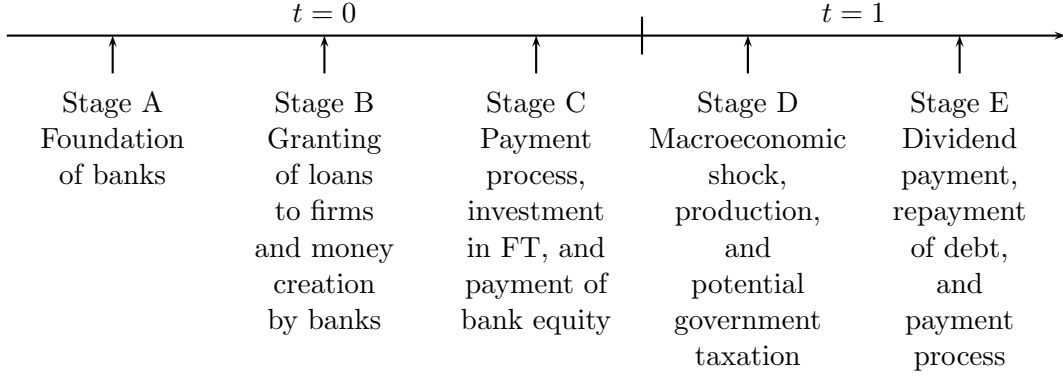 t = 0
t = 1
Stage A
Foundation
of banks
Stage B
Granting
of loans
to firms
and money
creation
by banks
Stage C
Payment
process,
investment
in FT, and
payment of
bank equity
Stage D
Macroeconomic
shock,
production,
and
potential
government
taxation
Stage E
Dividend
payment,
repayment
of debt,
and
payment
process